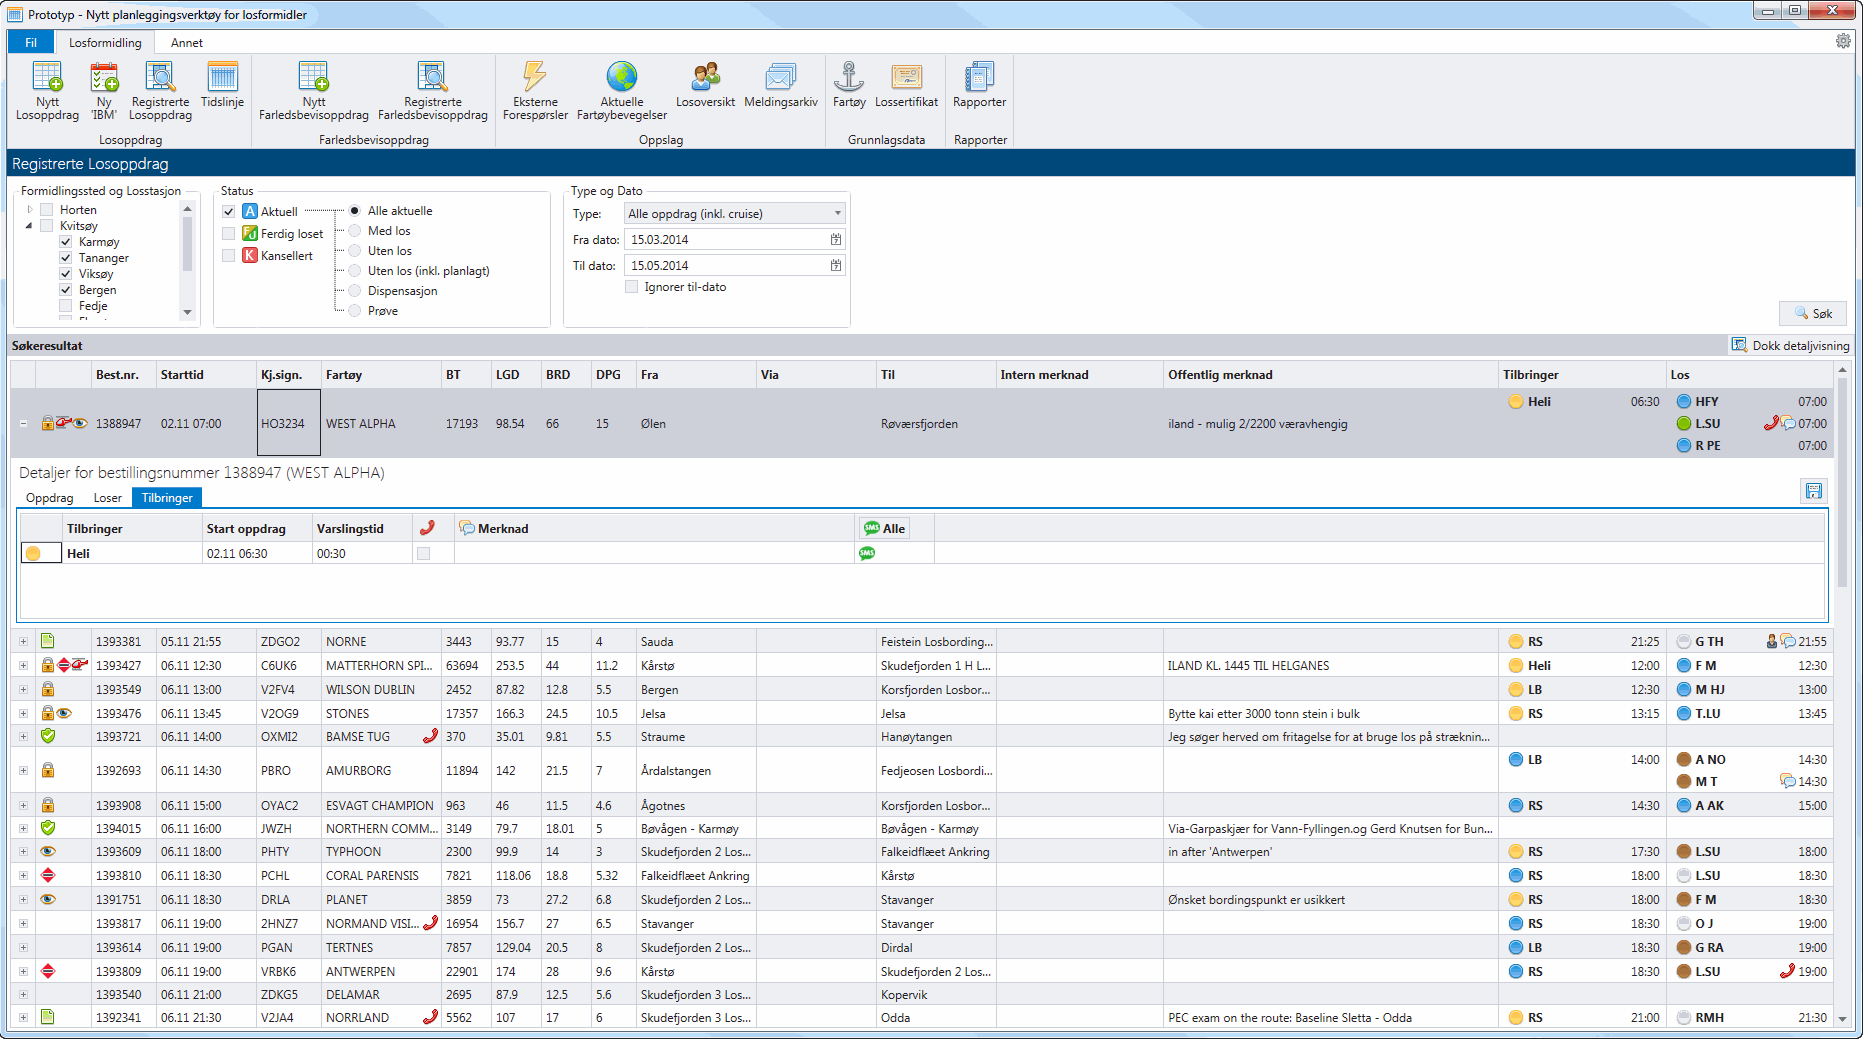 Prototyp - Nytt planleggingsverktøy for losformidler
Fil Losformidling Annet
Nytt Losoppdrag
Ny 'IBM'
Registrerte Losoppdrag
Tidslinje
Losoppdrag
Nytt Farledsbevisoppdrag
Registrerte Farledsbevisoppdrag
Farledsbevisoppdrag
Eksterne Forespørsler
Aktuelle Fartøybevegelser
Losoversikt
Meldingsarkiv
Oppslag
Fartøy
Lossertifikat
Grunnlagsdata
Rapporter
Rapporter
Registrerte Losoppdrag
Formidlingssted og Losstasjon
Horten
Kvitsøy
Karmøy
Tananger
Viksøy
Bergen
Fedje
Status
A Aktuell
Ferdig loset
K Kansellert
Alle aktuelle
Med los
Uten los
Uten los (inkl. planlagt)
Dispensasjon
Prøve
Type og Dato
Type: Alle oppdrag (inkl. cruise)
Fra dato: 15.03.2014
Til dato: 15.05.2014
Ignorer til-dato
Søk
Søkeresultat
Dokk detaljvisning
Best.nr. Starttid Kj.sign. Fartøy BT LGD BRD DPG Fra Via Til Intern merknad Offentlig merknad Tilbringer Los
1388947 02.11 07:00 HO3234 WEST ALPHA 17193 98.54 66 15 Ølen Røværsfjorden iland - mulig 2/2200 væravhengig Heli 06:30 HFY 07:00
L.SU 07:00
R PE 07:00
Detaljer for bestillingsnummer 1388947 (WEST ALPHA)
Oppdrag Loser Tilbringer
Tilbringer Start oppdrag Varslingstid Merknad SMS Alle
Heli 02.11 06:30 00:30 SMS
1393381 05.11 21:55 ZDGO2 NORNE 3443 93.77 15 4 Sauda Feistein Losbording... RS 21:25 G TH 21:55
1393427 06.11 12:30 C6UK6 MATTERHORN SPI... 63694 253.5 44 11.2 Kårstø Skudefjorden 1 H L... ILAND KL. 1445 TIL HELGANES Heli 12:00 F M 12:30
1393549 06.11 13:00 V2FV4 WILSON DUBLIN 2452 87.82 12.8 5.5 Bergen Korsfjorden Losbor... LB 12:30 M HJ 13:00
1393476 06.11 13:45 V2OG9 STONES 17357 166.3 24.5 10.5 Jelsa Jelsa Bytte kai etter 3000 tonn stein i bulk RS 13:15 T.LU 13:45
1393721 06.11 14:00 OXMI2 BAMSE TUG 370 35.01 9.81 5.5 Straume Hanøytangen Jeg søger herved om fritagelse for at bruge los på stræknin...
1392693 06.11 14:30 PBRO AMURBORG 11894 142 21.5 7 Årdalstangen Fedjeosen Losbordi... LB 14:00 A NO 14:30
M T 14:30
1393908 06.11 15:00 OYAC2 ESVAGT CHAMPION 963 46 11.5 4.6 Ågotnes Korsfjorden Losbor... RS 14:30 A AK 15:00
1394015 06.11 16:00 JWZH NORTHERN COMM... 3149 79.7 18.01 5 Bøvågen - Karmøy Bøvågen - Karmøy Via-Garpaskjær for Vann-Fyllingen.og Gerd Knutsen for Bun...
1393609 06.11 18:00 PHTY TYPHOON 2300 99.9 14 3 Skudefjorden 2 Los... Falkeidflæet Ankring in after 'Antwerpen' RS 17:30 L.SU 18:00
1393810 06.11 18:30 PCHL CORAL PARENSIS 7821 118.06 18.8 5.32 Falkeidflæet Ankring Kårstø RS 18:00 L.SU 18:30
1391751 06.11 18:30 DRLA PLANET 3859 73 27.2 6.8 Skudefjorden 2 Los... Stavanger Ønsket bordingspunkt er usikkert RS 18:00 F M 18:30
1393817 06.11 19:00 2HNZ7 NORMAND VISI... 16954 156.7 27 6.5 Stavanger Stavanger RS 18:30 O J 19:00
1393614 06.11 19:00 PGAN TERTNES 7857 129.04 20.5 8 Skudefjorden 2 Los... Dirdal LB 18:30 G RA 19:00
1393809 06.11 19:00 VRBK6 ANTWERPEN 22901 174 28 9.6 Kårstø Skudefjorden 2 Los... RS 18:30 L.SU 19:00
1393540 06.11 21:00 ZDKG5 DELAMAR 2695 87.9 12.5 5.6 Skudefjorden 3 Los... Kopervik
1392341 06.11 21:30 V2JA4 NORRLAND 5562 107 17 6 Skudefjorden 3 Los... Odda PEC exam on the route: Baseline Sletta - Odda RS 21:00 RMH 21:30